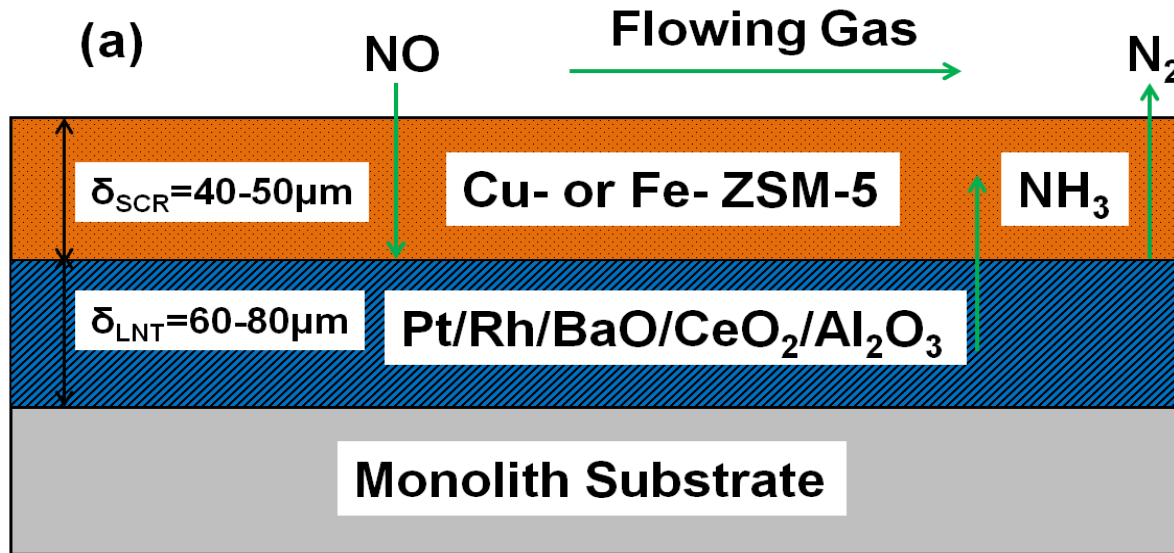 (a)
Flowing Gas
NO
N₂
δSCR=40-50μm
Cu- or Fe- ZSM-5
NH₃
δLNT=60-80μm
Pt/Rh/BaO/CeO₂/Al₂O₃
Monolith Substrate